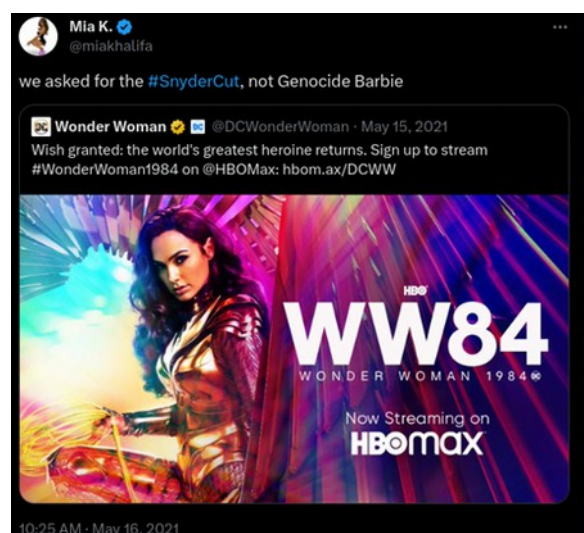 Mia K.
@miakhalifa
we asked for the #SnyderCut, not Genocide Barbie
Wonder Woman DC @DCWonderWoman · May 15, 2021
Wish granted: the world's greatest heroine returns. Sign up to stream
#WonderWoman1984 on @HBOMax: hbom.ax/DCWW
HBO
WW84
WONDER WOMAN 1984
Now Streaming on
HBOmax
10:25 AM · May 16, 2021